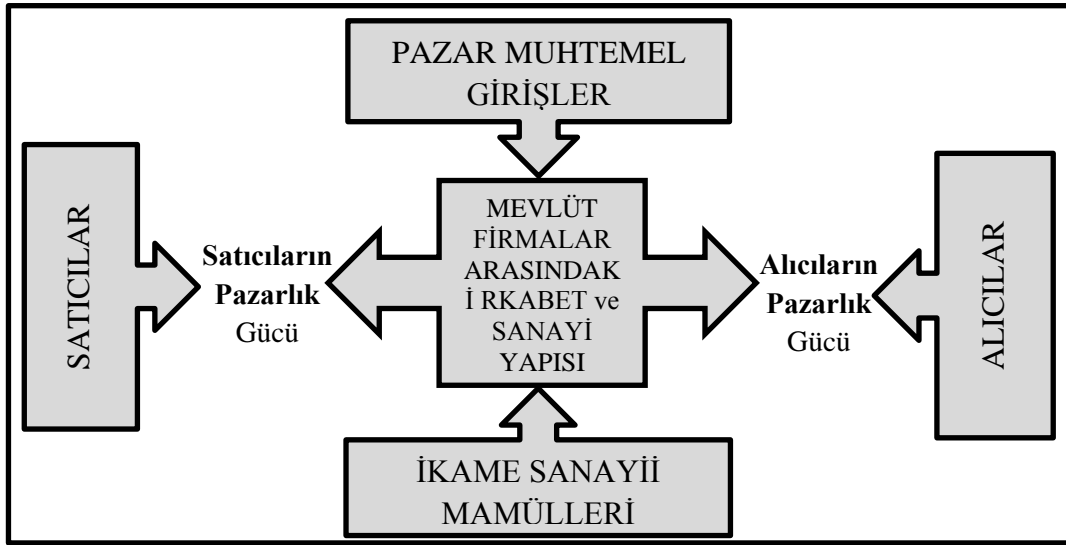 PAZAR MUHTEMEL
GİRİŞLER
SATICILAR
Satıcıların
Pazarlık
Gücü
MEVLÜT
FİRMALAR
ARASINDAK
İ RKABET ve
SANAYİ
YAPISI
Alıcıların
Pazarlık
Gücü
ALICILAR
İKAME SANAYİİ
MAMÜLLERİ